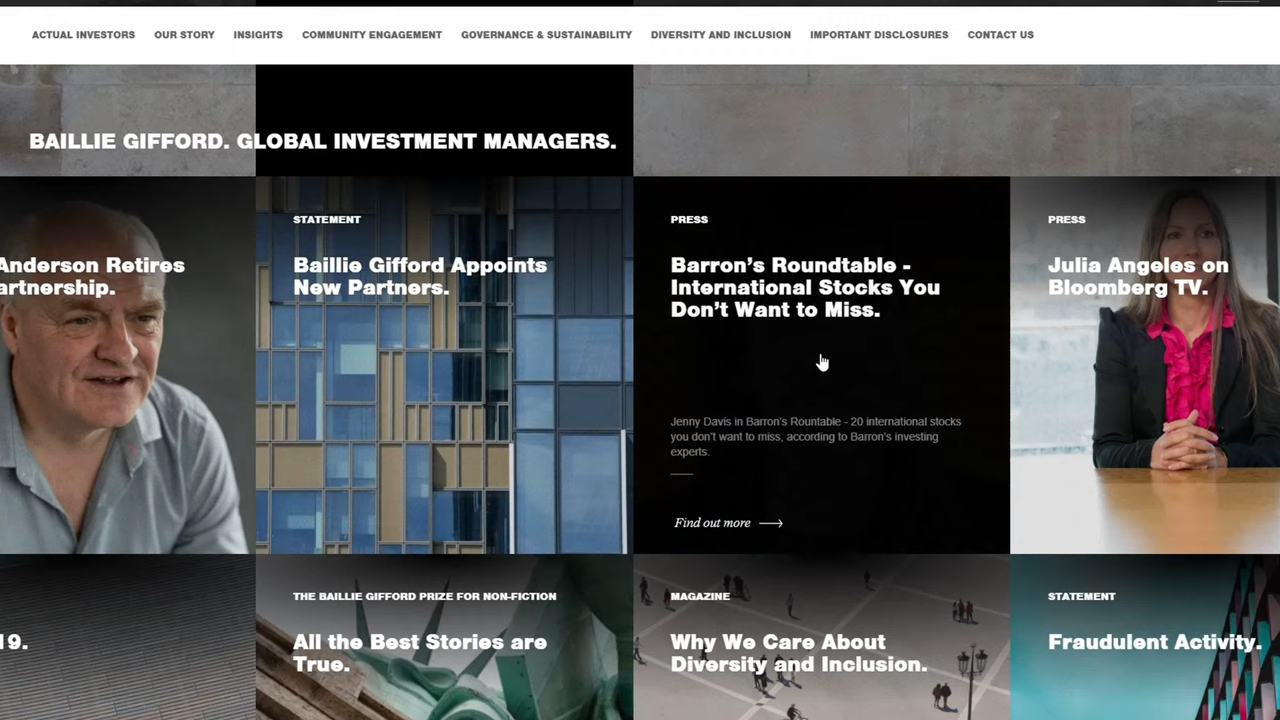 ACTUAL INVESTORS OUR STORY INSIGHTS COMMUNITY ENGAGEMENT GOVERNANCE & SUSTAINABILITY DIVERSITY AND INCLUSION IMPORTANT DISCLOSURES CONTACT US
BAILLIE GIFFORD. GLOBAL INVESTMENT MANAGERS.
Anderson Retires
artnership.
STATEMENT
Baillie Gifford Appoints
New Partners.
PRESS
Barron’s Roundtable -
International Stocks You
Don’t Want to Miss.
Jenny Davis in Barron’s Rountable - 20 international stocks
you don’t want to miss, according to Barron’s investing
experts.
Find out more
PRESS
Julia Angeles on
Bloomberg TV.
19.
THE BAILLIE GIFFORD PRIZE FOR NON-FICTION
All the Best Stories are
True.
MAGAZINE
Why We Care About
Diversity and Inclusion.
STATEMENT
Fraudulent Activity.